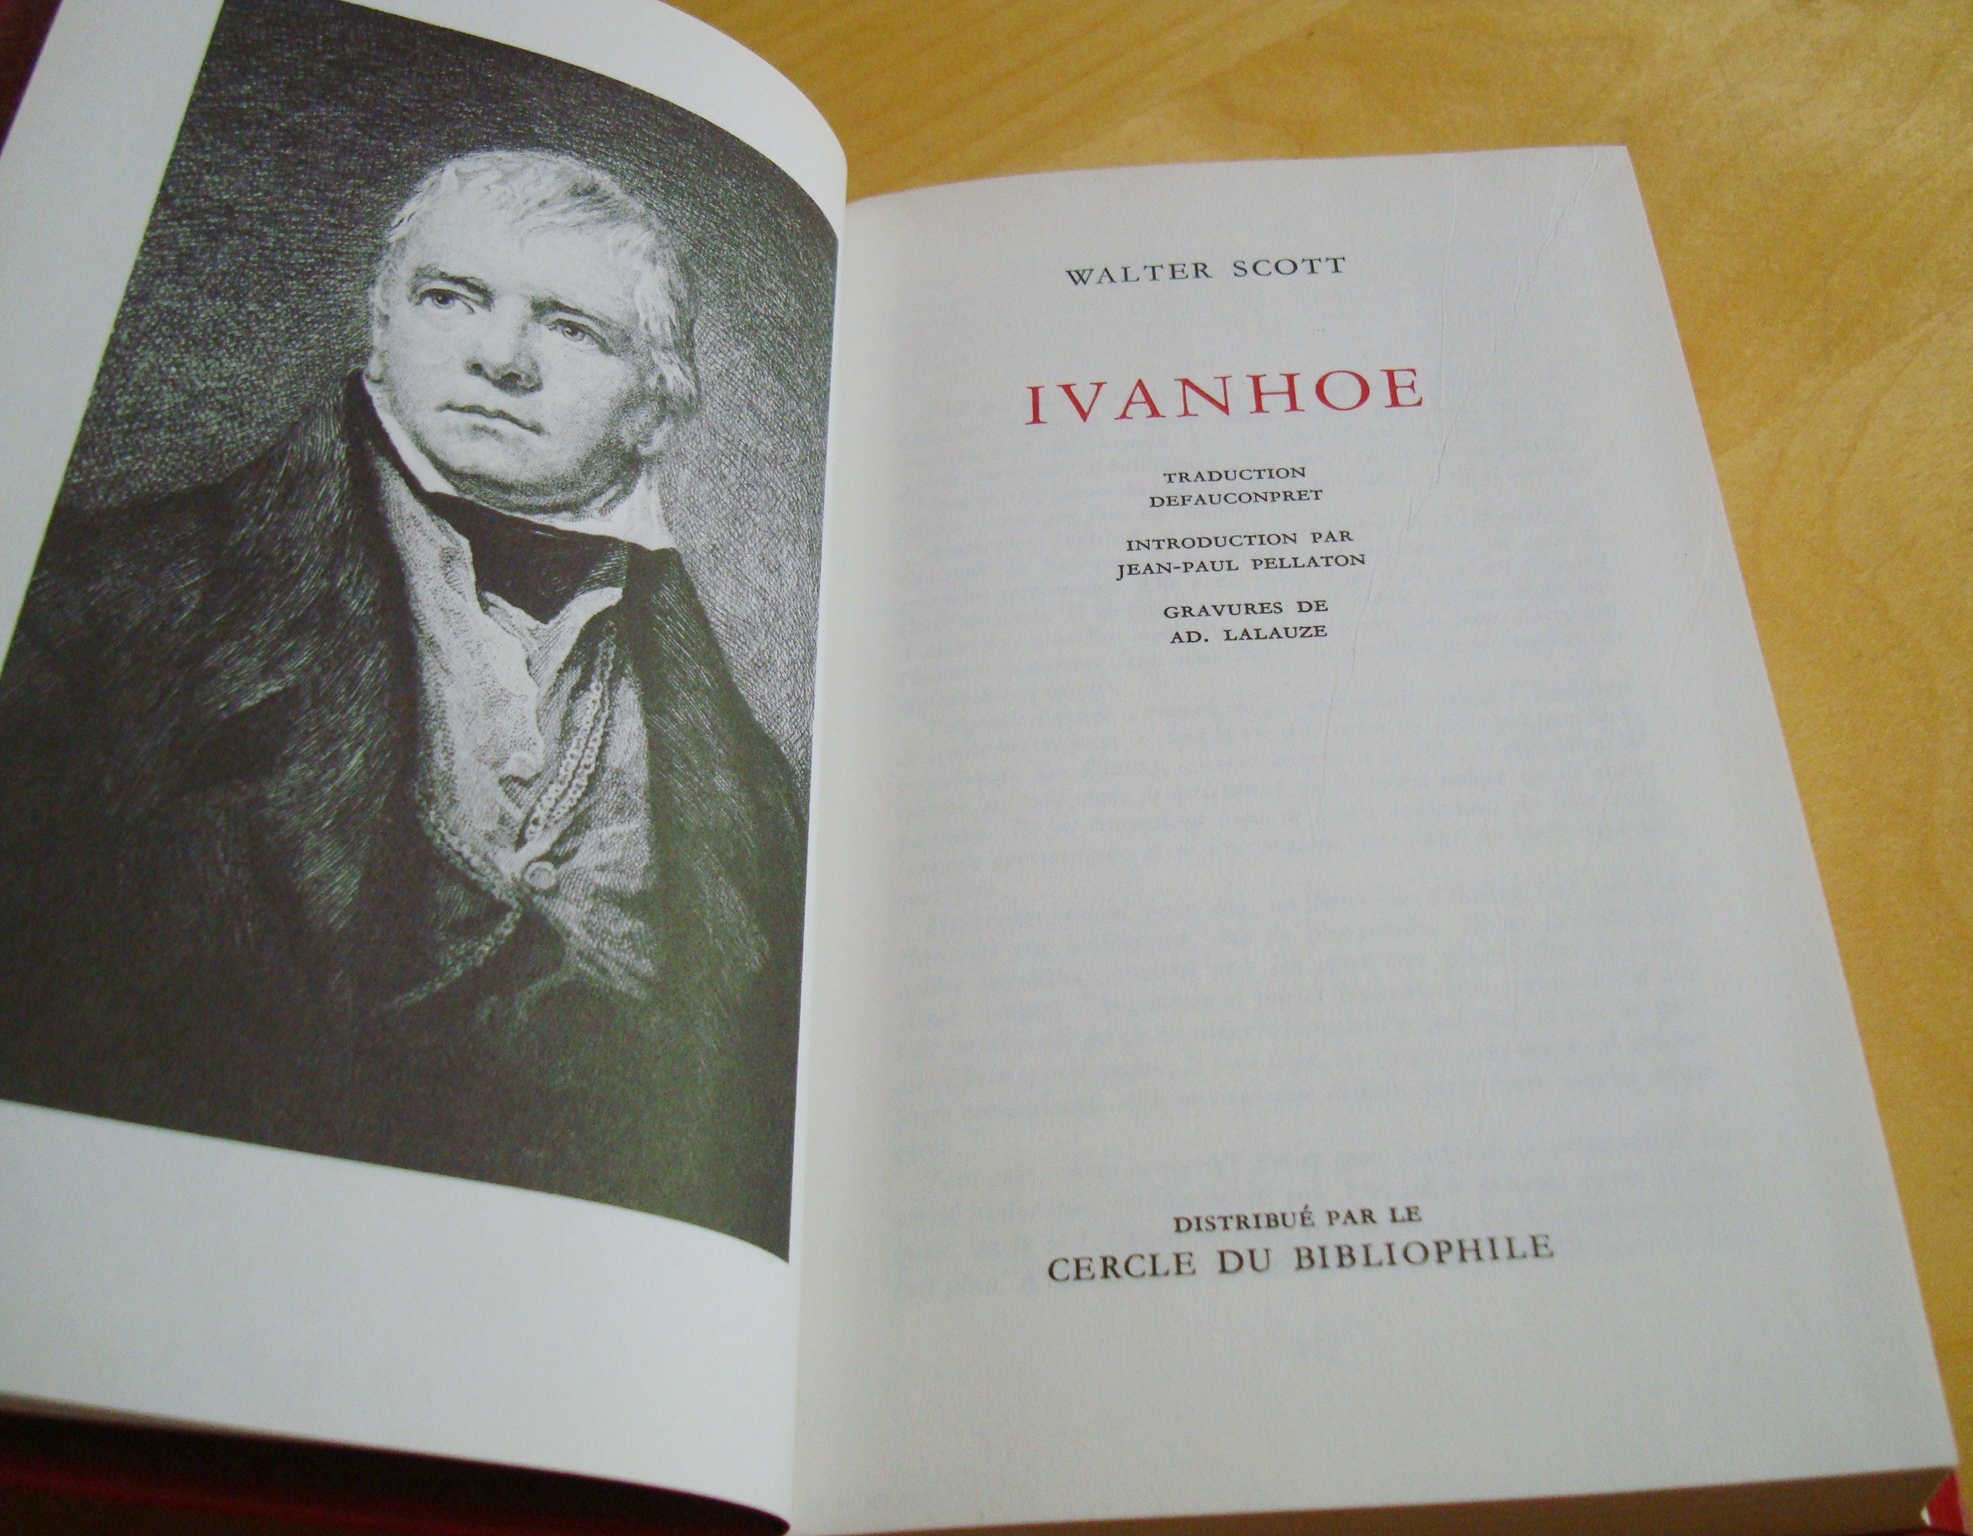 WALTER SCOTT
IVANHOE
TRADUCTION
DEFAUCONPRET
INTRODUCTION PAR
JEAN-PAUL PELLATON
GRAVURES DE
AD. LALAUZE
DISTRIBUÉ PAR LE
CERCLE DU BIBLIOPHILE